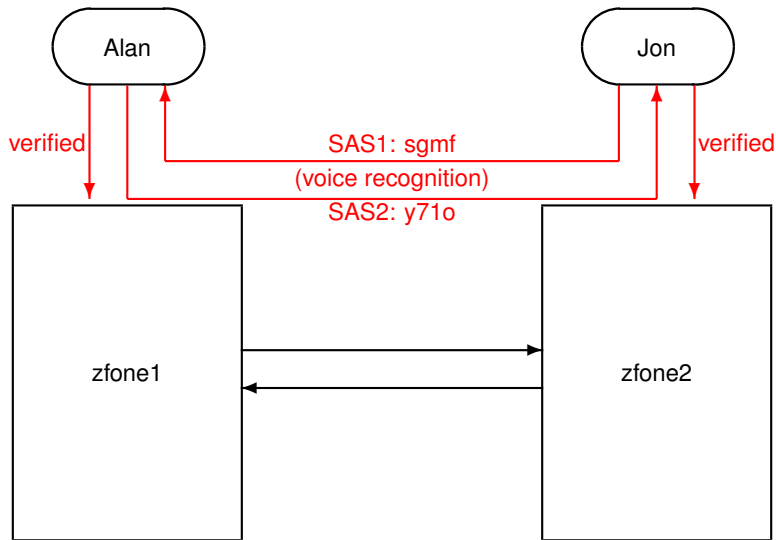 Alan
Jon
verified
SAS1: sgmf
verified
(voice recognition)
SAS2: y71o
zfone1
zfone2